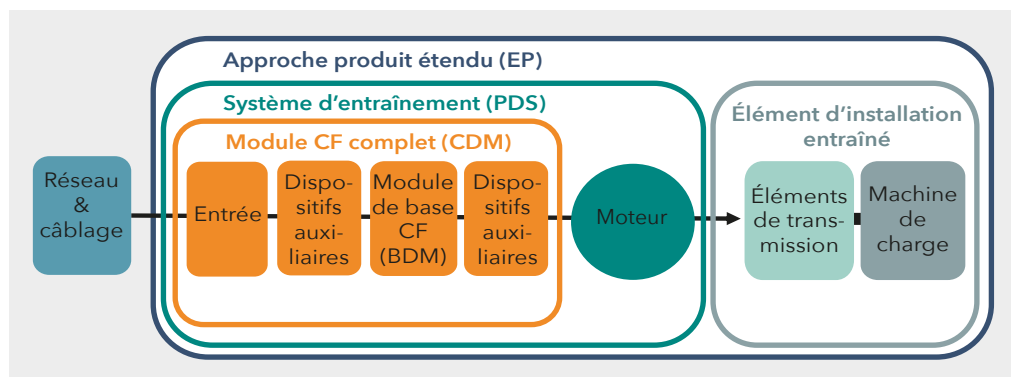 Approche produit étendu (EP)
Système d'entraînement (PDS)
Module CF complet (CDM)
Élément d'installation
entraîné
Réseau
&
câblage
Entrée
Dispo-
sitifs
auxi-
liaires
Module
de base
CF
(BDM)
Dispo-
sitifs
auxi-
liaires
Moteur
Éléments
de trans-
mission
Machine
de
charge